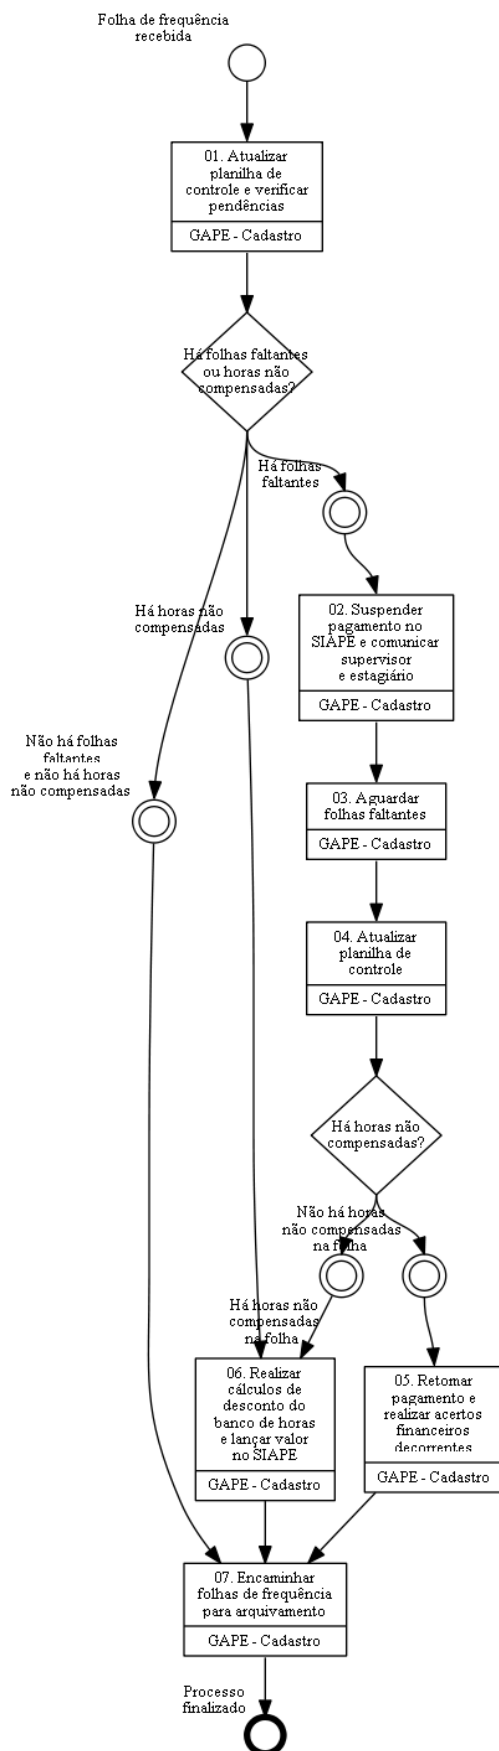 Folha de frequência
recebida
01. Atualizar
planilha de
controle e verificar
pendências
GAPE - Cadastro
Há folhas faltantes
ou horas não
compensadas?
Há folhas
faltantes
02. Suspender
pagamento no
SIAPE e comunicar
supervisor
e estagiário
GAPE - Cadastro
Há horas não
compensadas
Não há folhas
faltantes
e não há horas
não compensadas
03. Aguardar
folhas faltantes
GAPE - Cadastro
04. Atualizar
planilha de
controle
GAPE - Cadastro
Há horas não
compensadas?
Não há horas
não compensadas
na folha
Há horas não
compensadas
na folha
06. Realizar
cálculos de
desconto do
banco de horas
e lançar valor
no SIAPE
GAPE - Cadastro
05. Retomar
pagamento e
realizar acertos
financeiros
decorrentes
GAPE - Cadastro
07. Encaminhar
folhas de frequência
para arquivamento
GAPE - Cadastro
Processo
finalizado